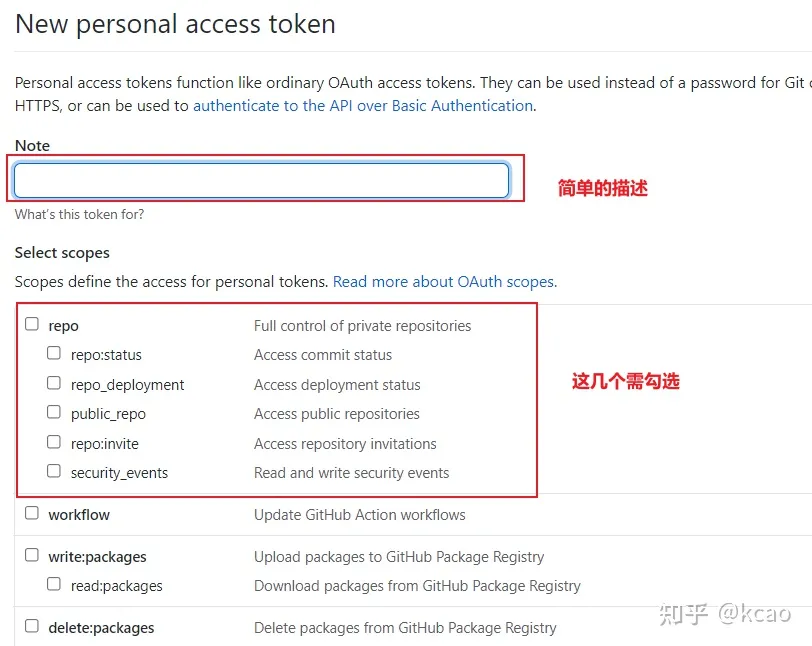 New personal access token
Personal access tokens function like ordinary OAuth access tokens. They can be used instead of a password for Git
HTTPS, or can be used to authenticate to the API over Basic Authentication.
Note
简单的描述
What's this token for?
Select scopes
Scopes define the access for personal tokens. Read more about OAuth scopes.
repo Full control of private repositories
repo:status Access commit status
repo_deployment Access deployment status
这几个需勾选
public_repo Access public repositories
repo:invite Access repository invitations
security_events Read and write security events
workflow Update GitHub Action workflows
write:packages Upload packages to GitHub Package Registry
read:packages Download packages from GitHub Package Registry
知乎 @kcao
delete:packages Delete packages from GitHub Package Registry